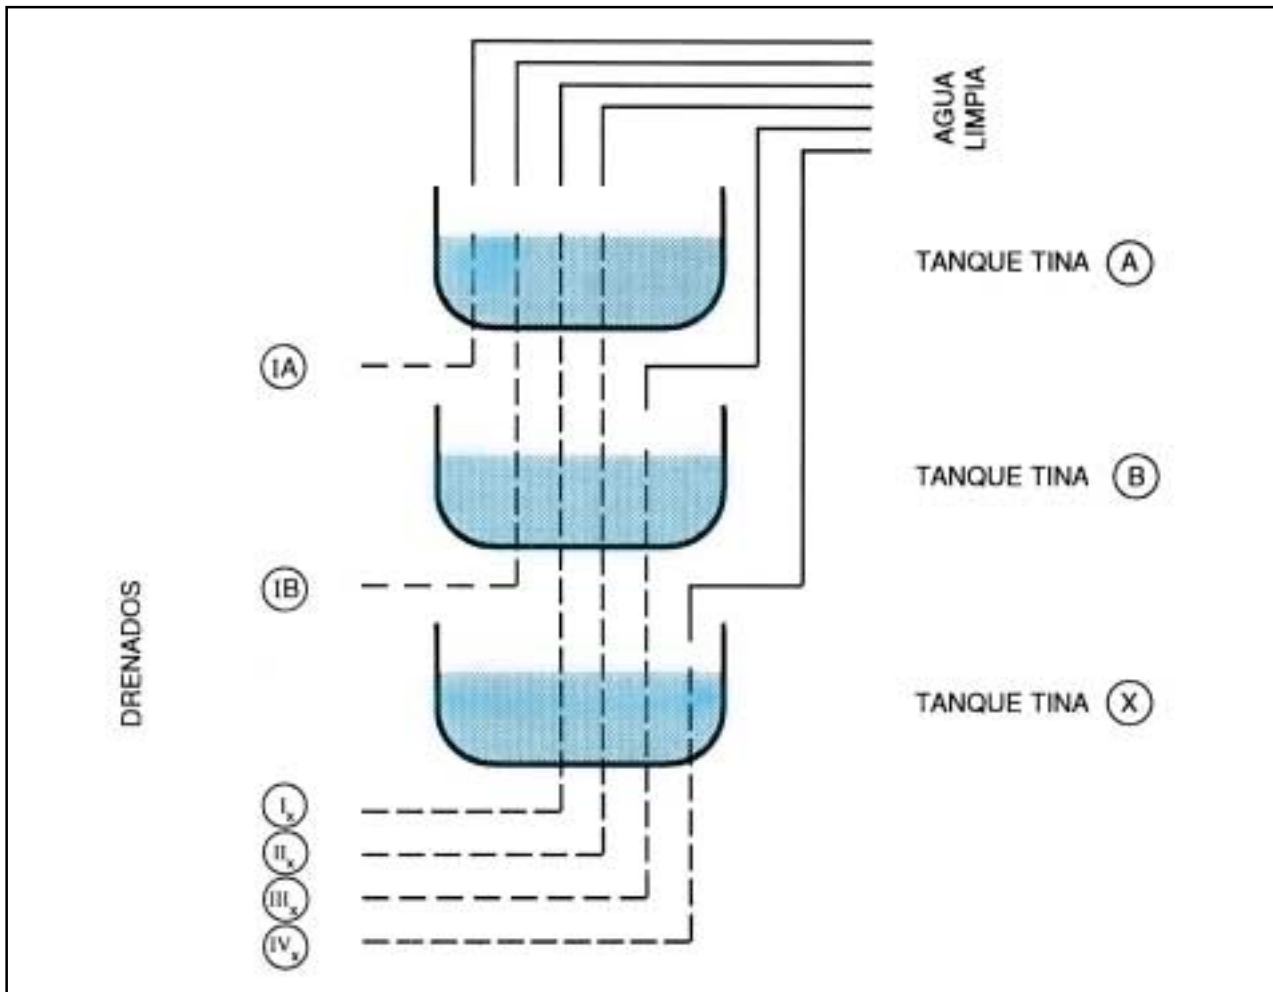 AGUA
LIMPIA
TANQUE TINA A
IA
TANQUE TINA B
IB
DRENADOS
TANQUE TINA X
Ix
IIx
IIIx
IVx